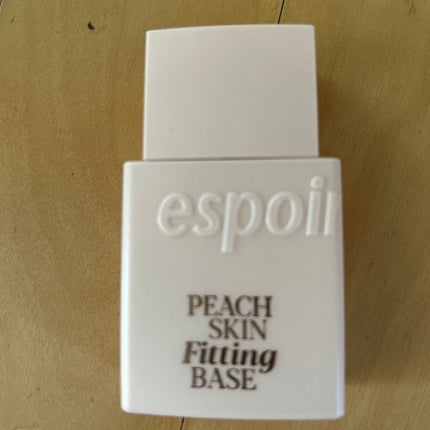 espoir
PEACH
SKIN
Fitting
BASE